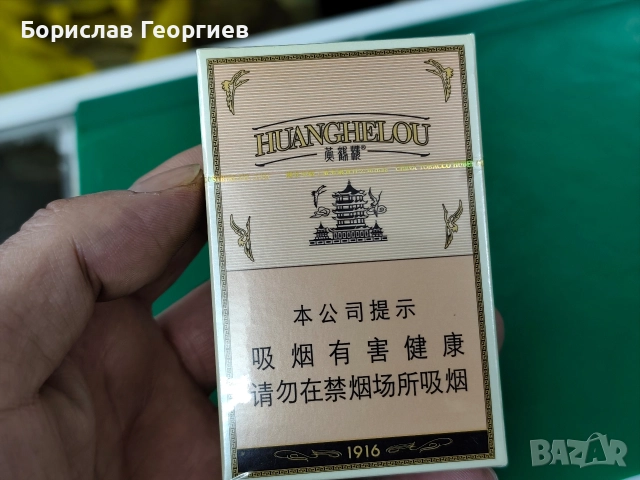 Борислав Георгиев
HUANGHELOU
黄鹤楼®
本公司提示
吸烟有害健康
请勿在禁烟场所吸烟
1916
BAZAR